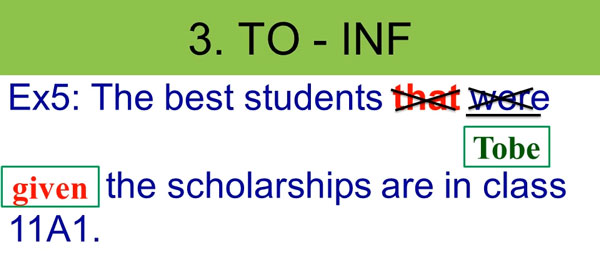 3. TO - INF
Ex5: The best students that were
Tobe
given the scholarships are in class
11A1.